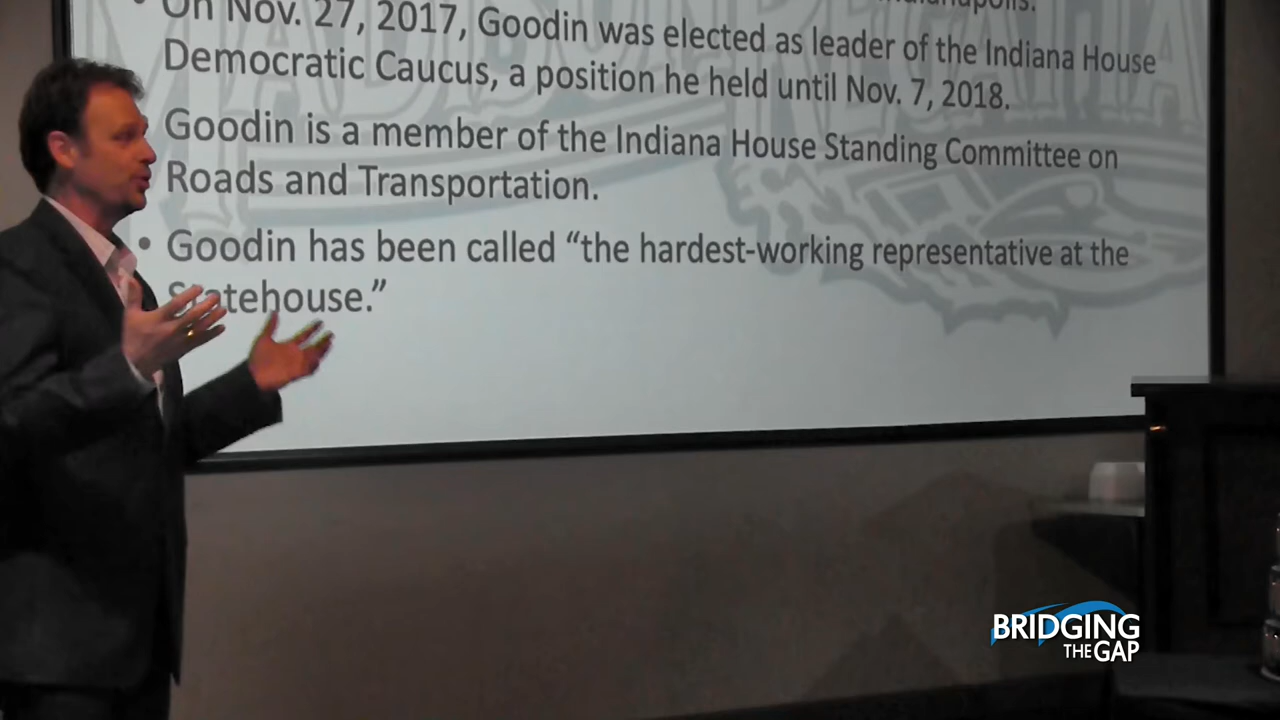 Indianapolis.
• On Nov. 27, 2017, Goodin was elected as leader of the Indiana House
Democratic Caucus, a position he held until Nov. 7, 2018.
Goodin is a member of the Indiana House Standing Committee on
Roads and Transportation.
• Goodin has been called “the hardest-working representative at the
Statehouse.”
BRIDGING
THE GAP